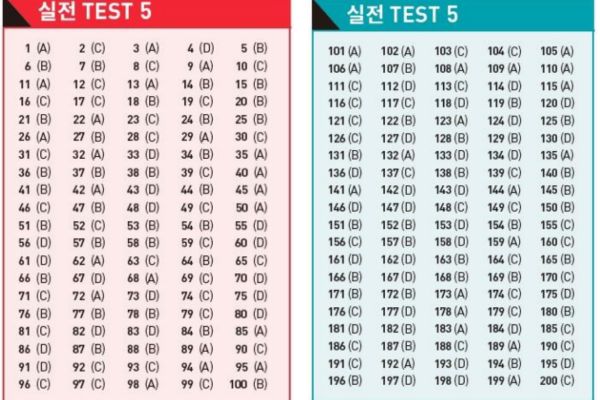 실전 TEST 5
1 (A) 2 (C) 3 (A) 4 (D) 5 (B)
6 (B) 7 (B) 8 (C) 9 (A) 10 (C)
11 (A) 12 (C) 13 (A) 14 (B) 15 (B)
16 (C) 17 (C) 18 (B) 19 (C) 20 (B)
21 (B) 22 (A) 23 (C) 24 (B) 25 (B)
26 (A) 27 (B) 28 (C) 29 (A) 30 (C)
31 (C) 32 (A) 33 (D) 34 (B) 35 (A)
36 (B) 37 (B) 38 (B) 39 (C) 40 (A)
41 (B) 42 (A) 43 (D) 44 (B) 45 (A)
46 (C) 47 (B) 48 (C) 49 (C) 50 (A)
51 (B) 52 (C) 53 (B) 54 (B) 55 (D)
56 (D) 57 (B) 58 (B) 59 (C) 60 (D)
61 (D) 62 (A) 63 (C) 64 (B) 65 (C)
66 (B) 67 (D) 68 (A) 69 (C) 70 (D)
71 (C) 72 (A) 73 (D) 74 (C) 75 (D)
76 (B) 77 (B) 78 (B) 79 (C) 80 (D)
81 (C) 82 (D) 83 (D) 84 (B) 85 (A)
86 (D) 87 (B) 88 (B) 89 (A) 90 (C)
91 (D) 92 (C) 93 (C) 94 (A) 95 (A)
96 (C) 97 (C) 98 (A) 99 (C) 100 (B)
실전 TEST 5
101 (A) 102 (A) 103 (C) 104 (C) 105 (A)
106 (A) 107 (B) 108 (A) 109 (A) 110 (A)
111 (C) 112 (D) 113 (C) 114 (D) 115 (A)
116 (C) 117 (C) 118 (D) 119 (B) 120 (D)
121 (C) 122 (B) 123 (A) 124 (D) 125 (B)
126 (C) 127 (D) 128 (B) 129 (B) 130 (D)
131 (B) 132 (A) 133 (D) 134 (D) 135 (A)
136 (D) 137 (C) 138 (B) 139 (C) 140 (B)
141 (A) 142 (D) 143 (D) 144 (A) 145 (B)
146 (D) 147 (D) 148 (C) 149 (C) 150 (B)
151 (B) 152 (B) 153 (D) 154 (B) 155 (C)
156 (C) 157 (B) 158 (D) 159 (A) 160 (C)
161 (D) 162 (D) 163 (B) 164 (C) 165 (B)
166 (B) 167 (D) 168 (B) 169 (B) 170 (C)
171 (B) 172 (B) 173 (A) 174 (C) 175 (D)
176 (C) 177 (D) 178 (A) 179 (C) 180 (B)
181 (D) 182 (B) 183 (A) 184 (D) 185 (C)
186 (C) 187 (B) 188 (C) 189 (A) 190 (C)
191 (C) 192 (A) 193 (D) 194 (B) 195 (D)
196 (B) 197 (D) 198 (D) 199 (A) 200 (C)